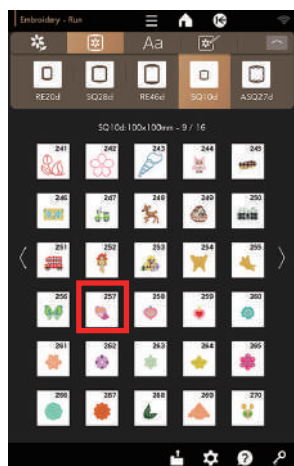 Embroidery - Run
Aa
RE20d SQ28d RE46d SQ10d ASQ27d
SQ10d:100x100mm - 9 / 16
241 242 243 244 245
246 247 248 249 250
251 252 253 254 255
256 257 258 259 260
261 262 263 264 265
266 267 268 269 270
?